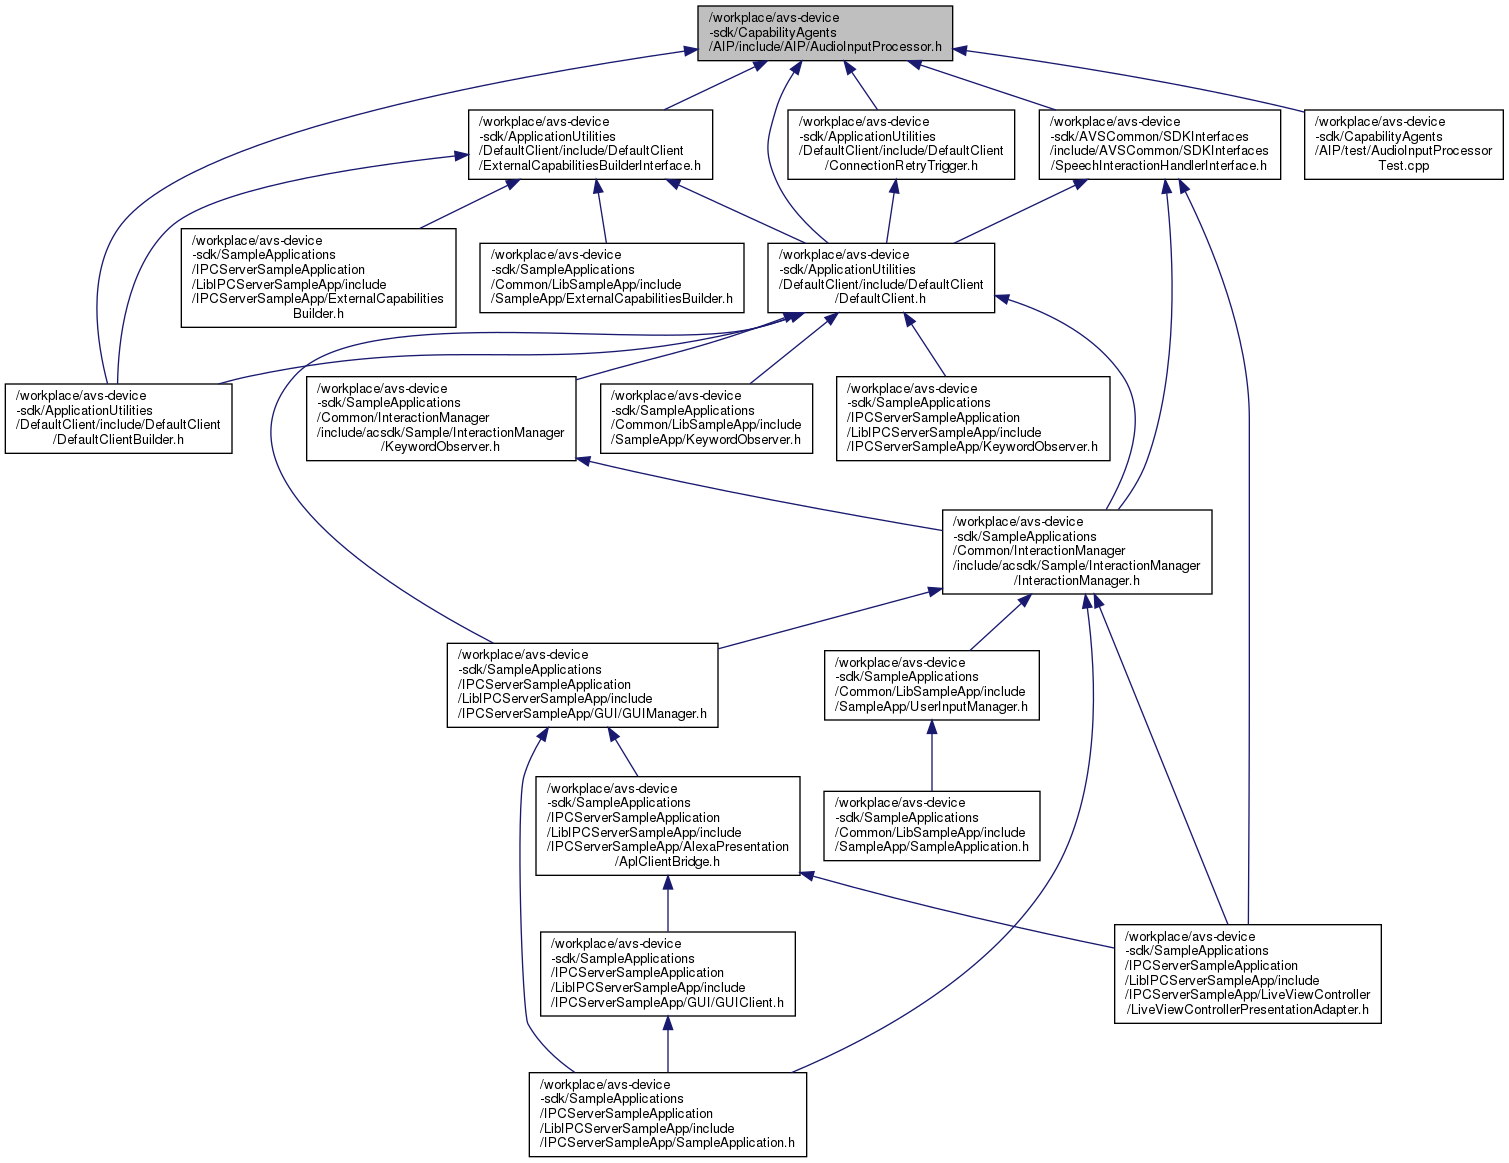 /workplace/avs-device
-sdk/CapabilityAgents
/AIP/include/AIP/AudioInputProcessor.h
/workplace/avs-device
-sdk/ApplicationUtilities
/DefaultClient/include/DefaultClient
/ExternalCapabilitiesBuilderInterface.h
/workplace/avs-device
-sdk/ApplicationUtilities
/DefaultClient/include/DefaultClient
/ConnectionRetryTrigger.h
/workplace/avs-device
-sdk/AVSCommon/SDKInterfaces
/include/AVSCommon/SDKInterfaces
/SpeechInteractionHandlerInterface.h
/workplace/avs-device
-sdk/CapabilityAgents
/AIP/test/AudioInputProcessor
Test.cpp
/workplace/avs-device
-sdk/SampleApplications
/IPCServerSampleApplication
/LibIPCServerSampleApp/include
/IPCServerSampleApp/ExternalCapabilities
Builder.h
/workplace/avs-device
-sdk/SampleApplications
/Common/LibSampleApp/include
/SampleApp/ExternalCapabilitiesBuilder.h
/workplace/avs-device
-sdk/ApplicationUtilities
/DefaultClient/include/DefaultClient
/DefaultClient.h
/workplace/avs-device
-sdk/ApplicationUtilities
/DefaultClient/include/DefaultClient
/DefaultClientBuilder.h
/workplace/avs-device
-sdk/SampleApplications
/Common/InteractionManager
/include/acsdk/Sample/InteractionManager
/KeywordObserver.h
/workplace/avs-device
-sdk/SampleApplications
/Common/LibSampleApp/include
/SampleApp/KeywordObserver.h
/workplace/avs-device
-sdk/SampleApplications
/IPCServerSampleApplication
/LibIPCServerSampleApp/include
/IPCServerSampleApp/KeywordObserver.h
/workplace/avs-device
-sdk/SampleApplications
/Common/InteractionManager
/include/acsdk/Sample/InteractionManager
/InteractionManager.h
/workplace/avs-device
-sdk/SampleApplications
/IPCServerSampleApplication
/LibIPCServerSampleApp/include
/IPCServerSampleApp/GUI/GUIManager.h
/workplace/avs-device
-sdk/SampleApplications
/Common/LibSampleApp/include
/SampleApp/UserInputManager.h
/workplace/avs-device
-sdk/SampleApplications
/IPCServerSampleApplication
/LibIPCServerSampleApp/include
/IPCServerSampleApp/AlexaPresentation
/AplClientBridge.h
/workplace/avs-device
-sdk/SampleApplications
/Common/LibSampleApp/include
/SampleApp/SampleApplication.h
/workplace/avs-device
-sdk/SampleApplications
/IPCServerSampleApplication
/LibIPCServerSampleApp/include
/IPCServerSampleApp/GUI/GUIClient.h
/workplace/avs-device
-sdk/SampleApplications
/IPCServerSampleApplication
/LibIPCServerSampleApp/include
/IPCServerSampleApp/LiveViewController
/LiveViewControllerPresentationAdapter.h
/workplace/avs-device
-sdk/SampleApplications
/IPCServerSampleApplication
/LibIPCServerSampleApp/include
/IPCServerSampleApp/SampleApplication.h